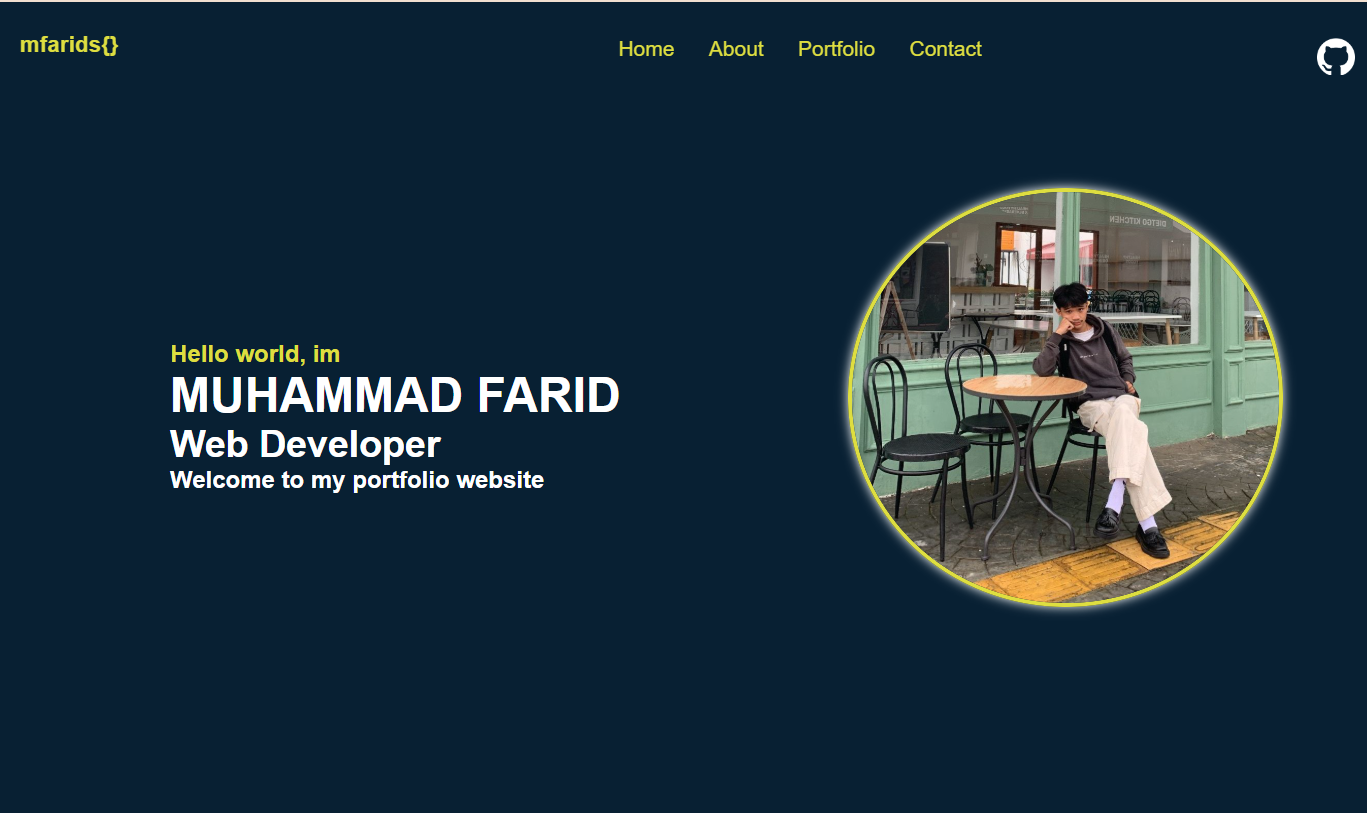 mfarids{}
Home About Portfolio Contact
Hello world, im
MUHAMMAD FARID
Web Developer
Welcome to my portfolio website
DIETGO KITCHEN